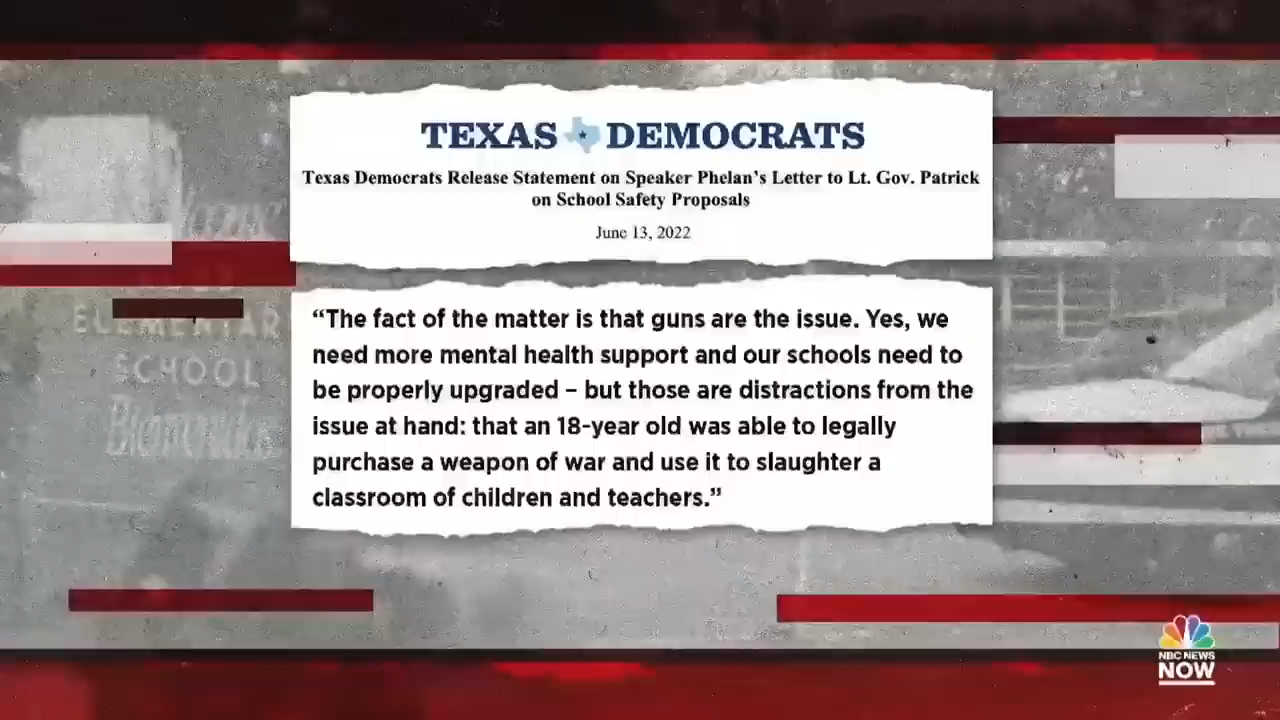 TEXAS DEMOCRATS
Texas Democrats Release Statement on Speaker Phelan's Letter to Lt. Gov. Patrick
on School Safety Proposals
June 13, 2022
“The fact of the matter is that guns are the issue. Yes, we
need more mental health support and our schools need to
be properly upgraded – but those are distractions from the
issue at hand: that an 18-year old was able to legally
purchase a weapon of war and use it to slaughter a
classroom of children and teachers.”
ELEMENTAR
SCHOOL
NBC NEWS
NOW